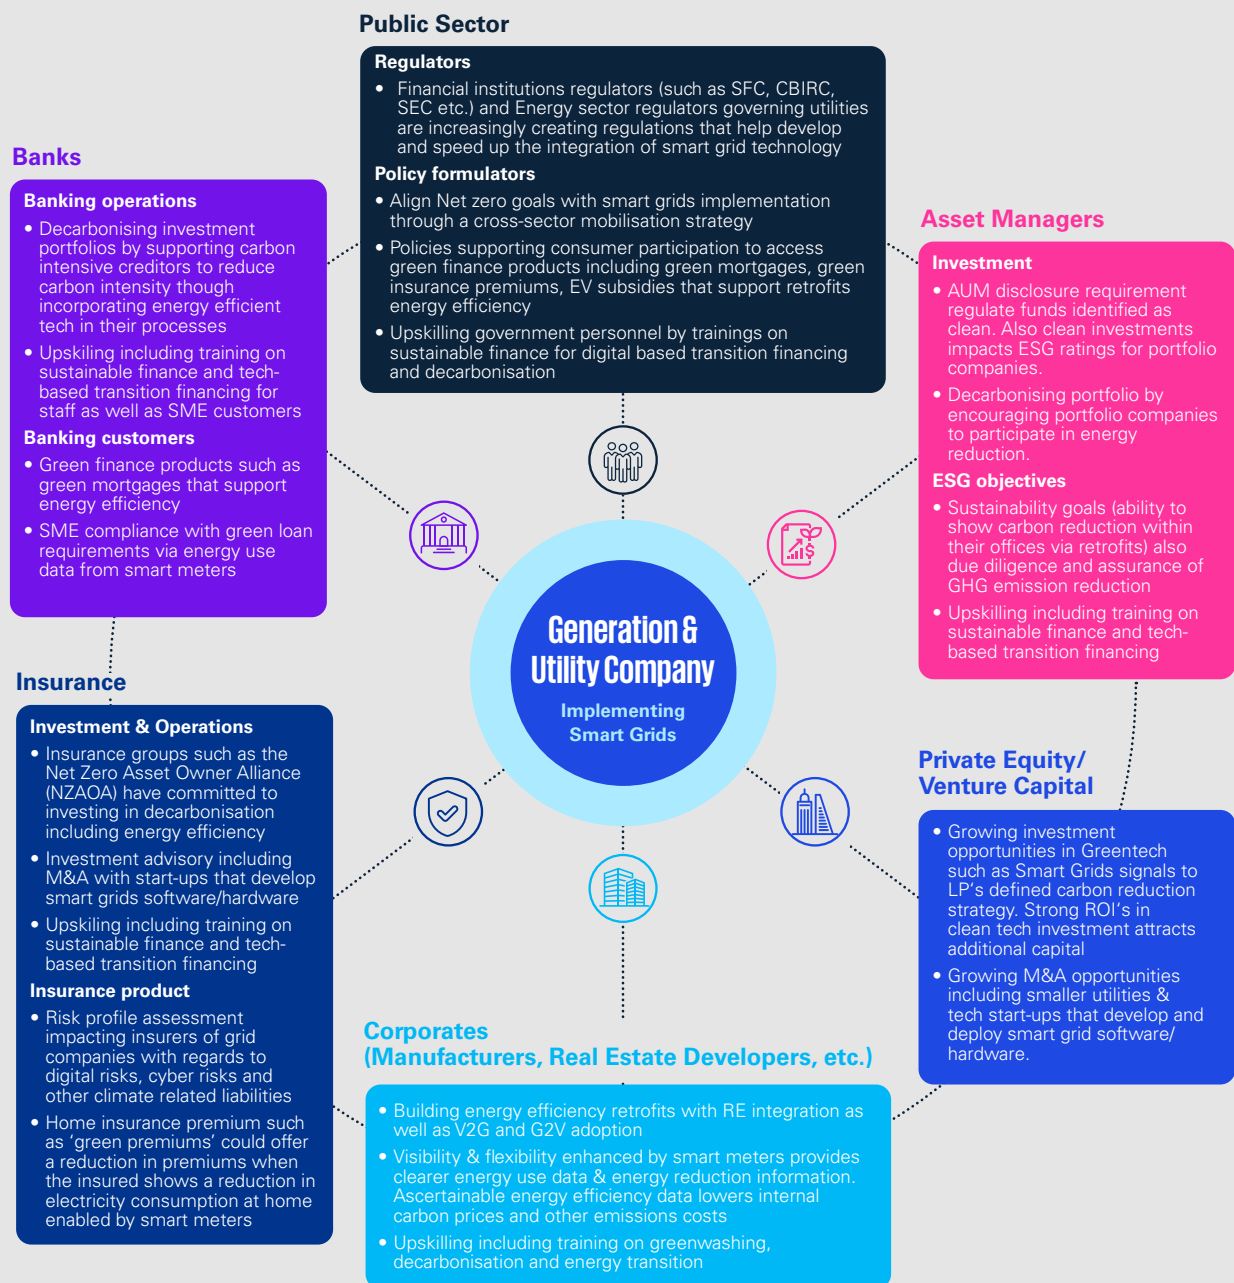 Public Sector
Regulators
• Financial institutions regulators (such as SFC, CBIRC,
SEC etc.) and Energy sector regulators governing utilities
are increasingly creating regulations that help develop
and speed up the integration of smart grid technology
Policy formulators
• Align Net zero goals with smart grids implementation
through a cross-sector mobilisation strategy
• Policies supporting consumer participation to access
green finance products including green mortgages, green
insurance premiums, EV subsidies that support retrofits
energy efficiency
• Upskilling government personnel by trainings on
sustainable finance for digital based transition financing
and decarbonisation
Banks
Banking operations
• Decarbonising investment
portfolios by supporting carbon
intensive creditors to reduce
carbon intensity though
incorporating energy efficient
tech in their processes
• Upskiling including training on
sustainable finance and tech-
based transition financing for
staff as well as SME customers
Banking customers
• Green finance products such as
green mortgages that support
energy efficiency
• SME compliance with green loan
requirements via energy use
data from smart meters
Asset Managers
Investment
• AUM disclosure requirement
regulate funds identified as
clean. Also clean investments
impacts ESG ratings for portfolio
companies.
• Decarbonising portfolio by
encouraging portfolio companies
to participate in energy
reduction.
ESG objectives
• Sustainability goals (ability to
show carbon reduction within
their offices via retrofits) also
due diligence and assurance of
GHG emission reduction
• Upskilling including training on
sustainable finance and tech-
based transition financing
Generation &
Utility Company
Implementing
Smart Grids
Insurance
Investment & Operations
• Insurance groups such as the
Net Zero Asset Owner Alliance
(NZAOA) have committed to
investing in decarbonisation
including energy efficiency
• Investment advisory including
M&A with start-ups that develop
smart grids software/hardware
• Upskiling including training on
sustainable finance and tech-
based transition financing
Insurance product
• Risk profile assessment
impacting insurers of grid
companies with regards to
digital risks, cyber risks and
other climate related liabilities
• Home insurance premium such
as ‘green premiums’ could offer
a reduction in premiums when
the insured shows a reduction in
electricity consumption at home
enabled by smart meters
Private Equity/
Venture Capital
• Growing investment
opportunities in Greentech
such as Smart Grids signals to
LP‘s defined carbon reduction
strategy. Strong ROI‘s in
clean tech investment attracts
additional capital
• Growing M&A opportunities
including smaller utilities &
tech start-ups that develop and
deploy smart grid software/
hardware.
Corporates
(Manufacturers, Real Estate Developers, etc.)
• Building energy efficiency retrofits with RE integration as
well as V2G and G2V adoption
• Visibility & flexibility enhanced by smart meters provides
clearer energy use data & energy reduction information.
Ascertainable energy efficiency data lowers internal
carbon prices and other emissions costs
• Upskilling including training on greenwashing,
decarbonisation and energy transition